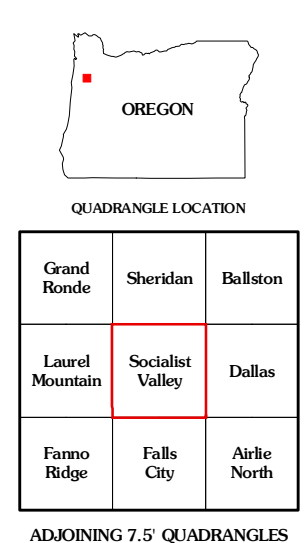 OREGON
QUADRANGLE LOCATION
Grand
Ronde
Sheridan
Ballston
Laurel
Mountain
Socialist
Valley
Dallas
Fanno
Ridge
Falls
City
Airlie
North
ADJOINING 7.5' QUADRANGLES